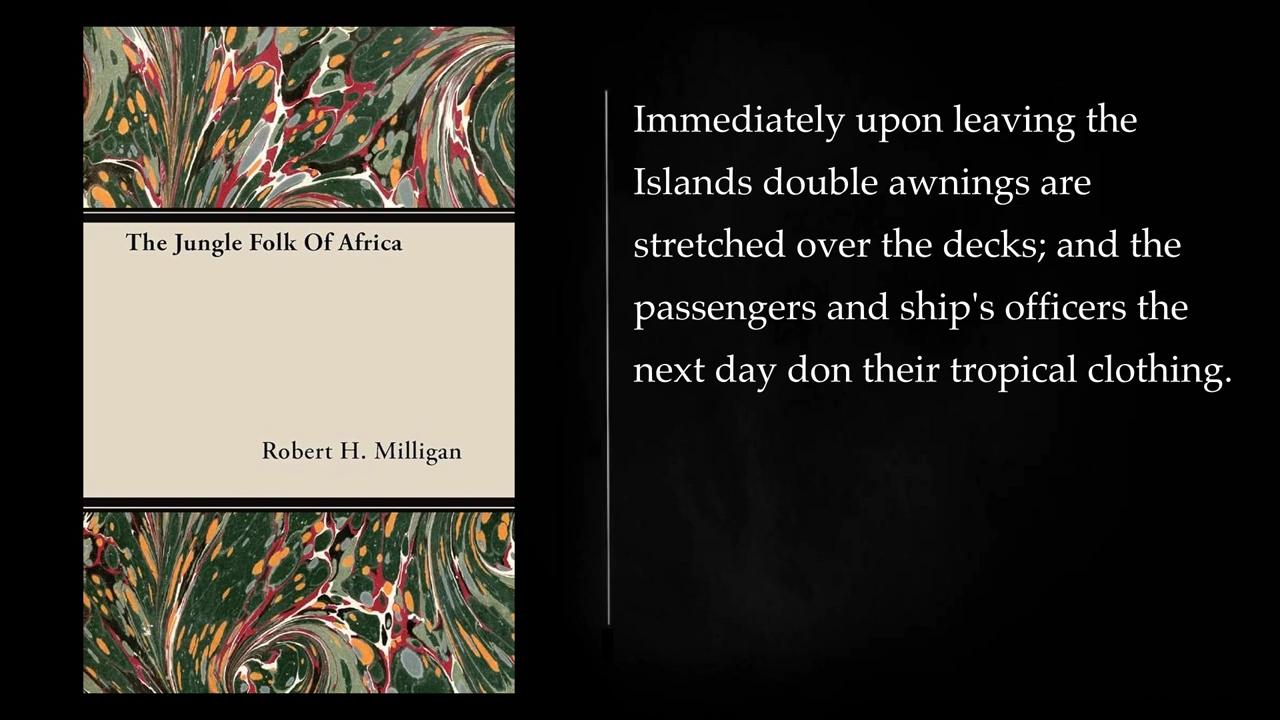 The Jungle Folk Of Africa
Robert H. Milligan
Immediately upon leaving the
Islands double awnings are
stretched over the decks; and the
passengers and ship's officers the
next day don their tropical clothing.